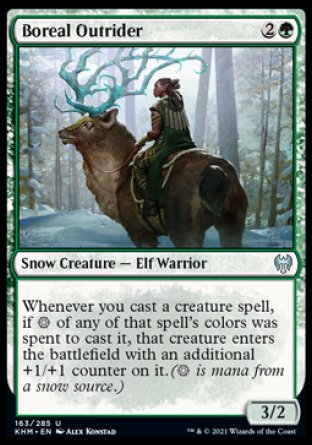 Boreal Outrider 2
Snow Creature — Elf Warrior
Whenever you cast a creature spell,
if of any of that spell's colors was
spent to cast it, that creature enters
the battlefield with an additional
+1/+1 counter on it. ( is mana from
a snow source.)
3/2
163/285 U
KHM • EN Alex Konstad
™ & © 2021 Wizards of the Coast